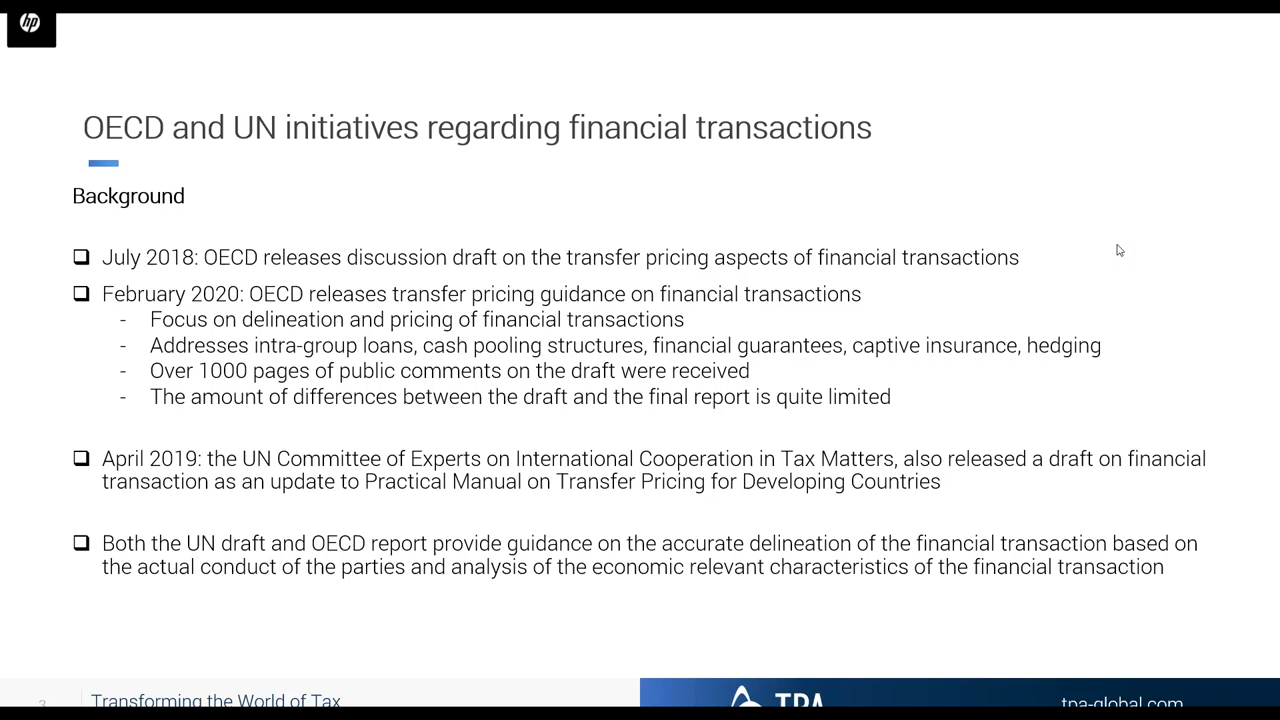 hp
OECD and UN initiatives regarding financial transactions
Background
July 2018: OECD releases discussion draft on the transfer pricing aspects of financial transactions
February 2020: OECD releases transfer pricing guidance on financial transactions
- Focus on delineation and pricing of financial transactions
- Addresses intra-group loans, cash pooling structures, financial guarantees, captive insurance, hedging
- Over 1000 pages of public comments on the draft were received
- The amount of differences between the draft and the final report is quite limited
April 2019: the UN Committee of Experts on International Cooperation in Tax Matters, also released a draft on financial
transaction as an update to Practical Manual on Transfer Pricing for Developing Countries
Both the UN draft and OECD report provide guidance on the accurate delineation of the financial transaction based on
the actual conduct of the parties and analysis of the economic relevant characteristics of the financial transaction
3
Transforming the World of Tax
TPA
tpa-global.com